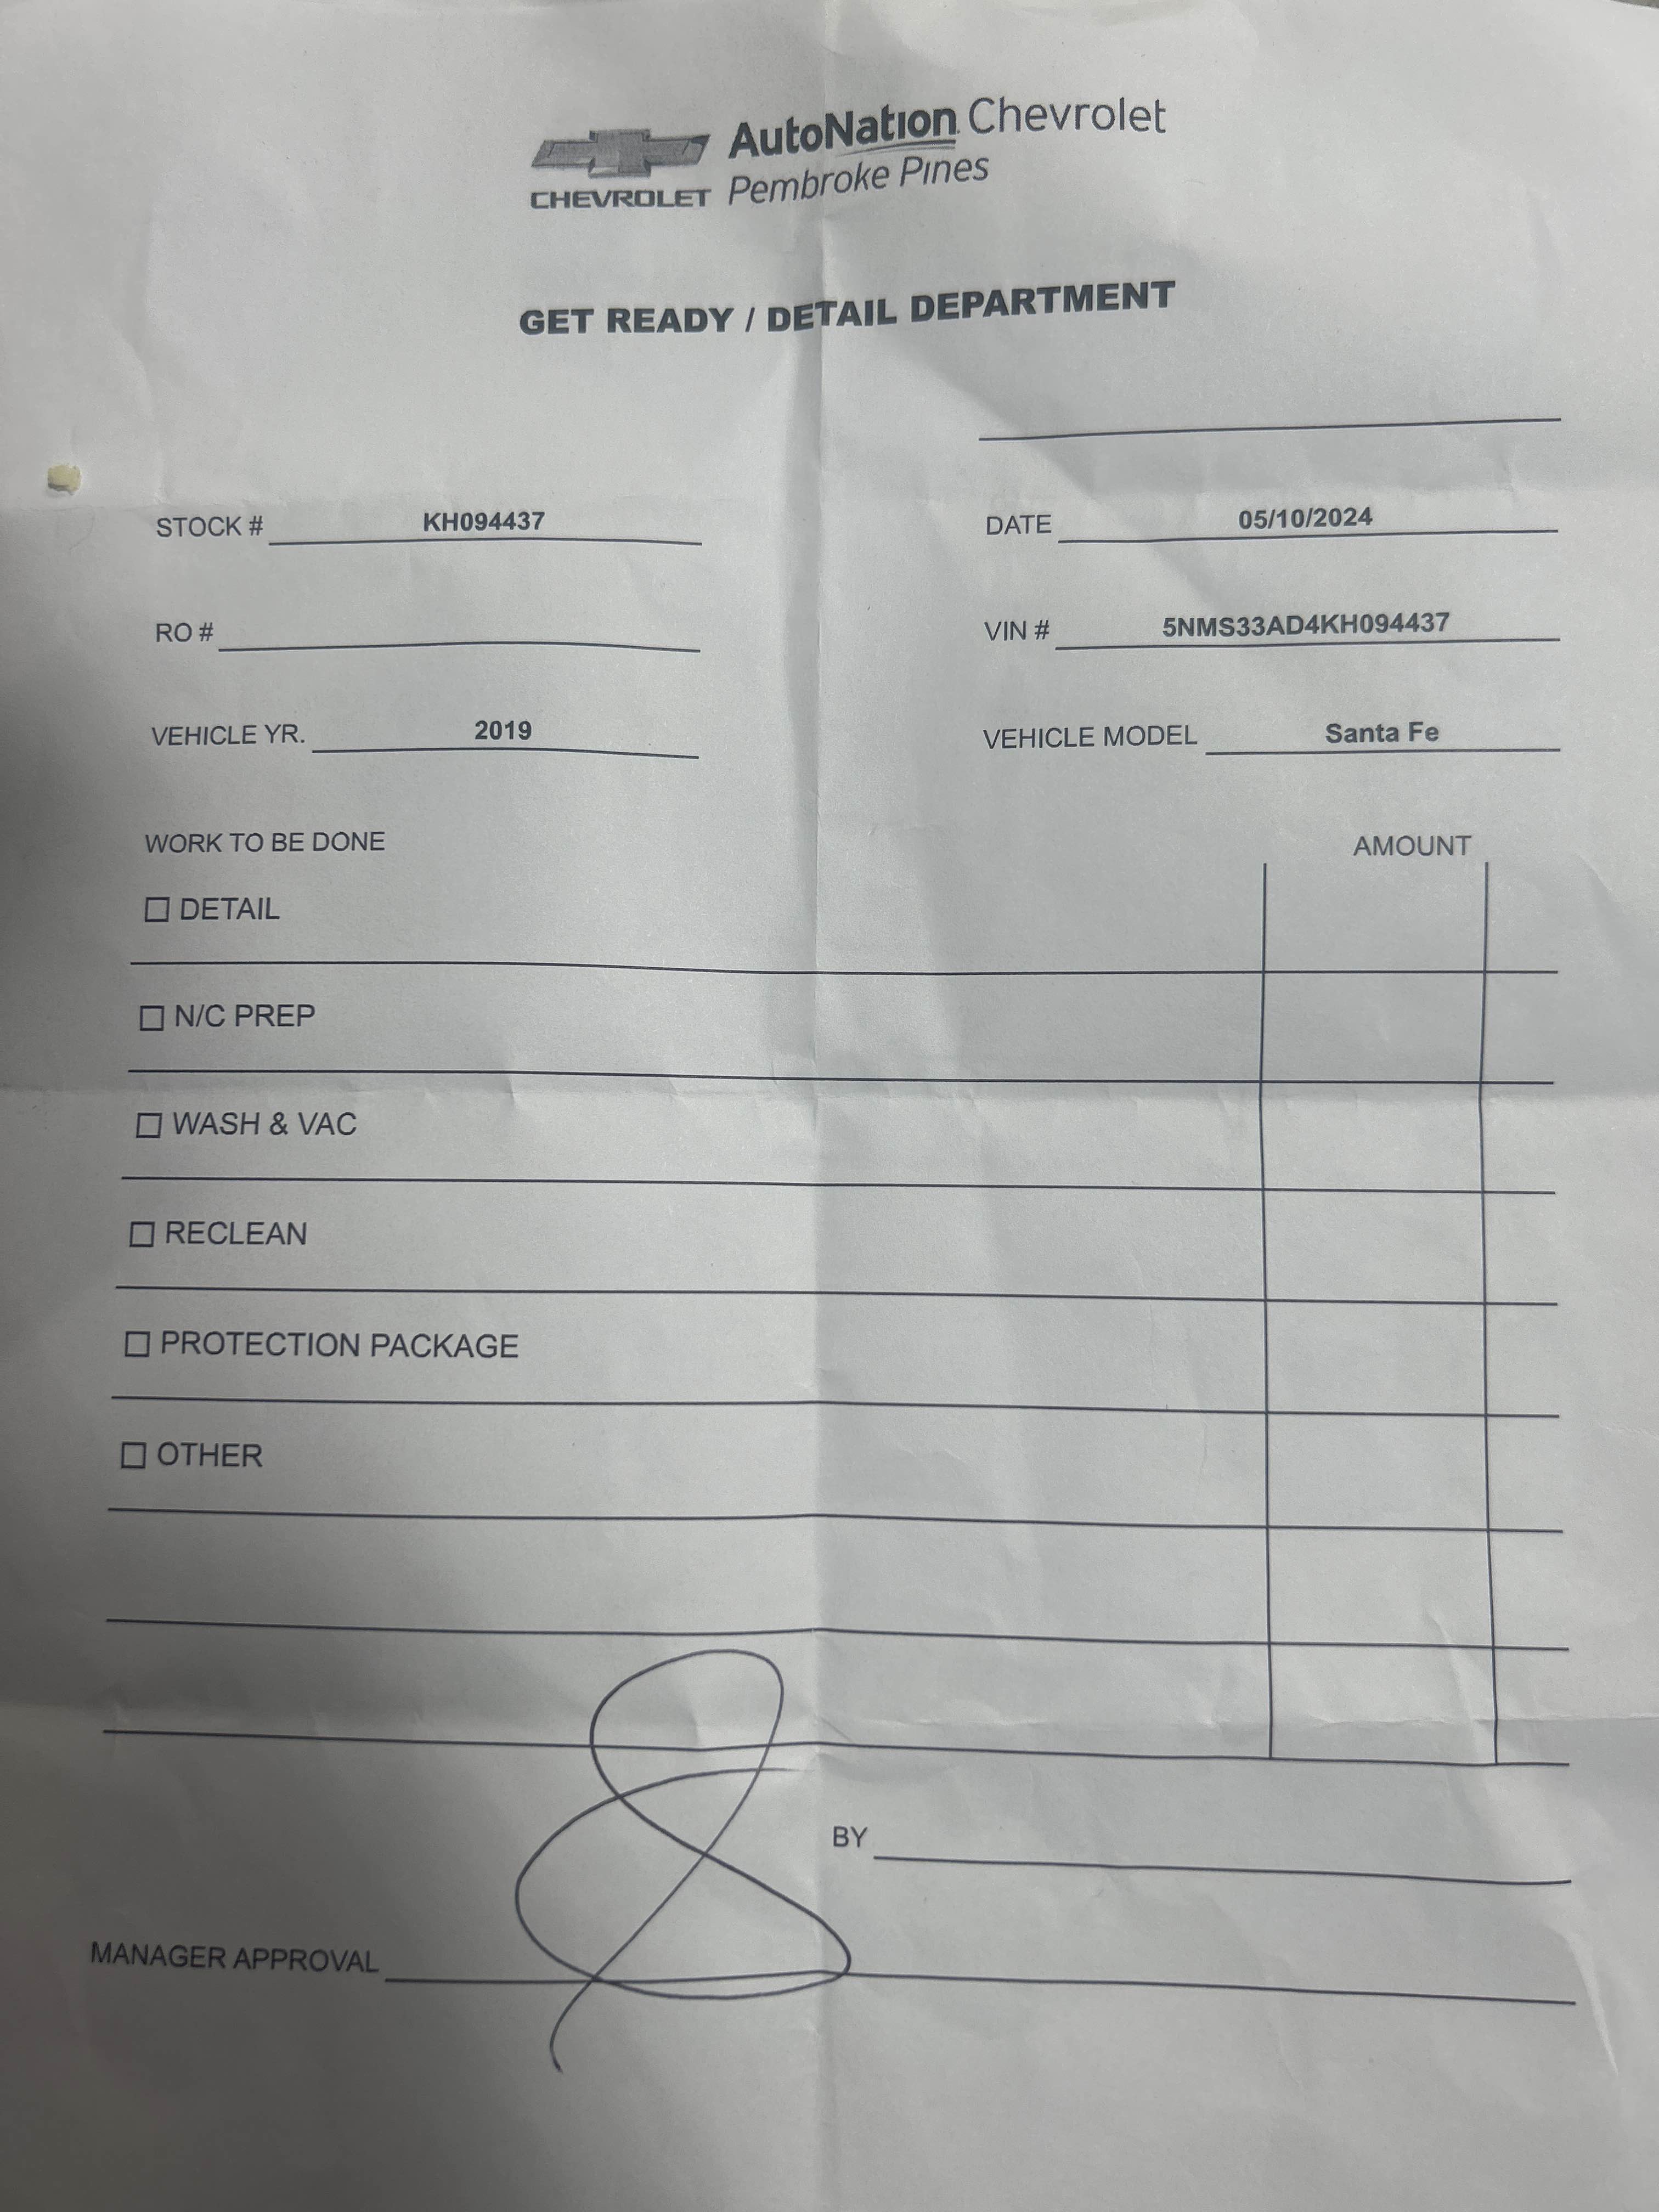 AutoNation Chevrolet
CHEVROLET Pembroke Pines
GET READY / DETAIL DEPARTMENT
STOCK # KH094437 DATE 05/10/2024
RO # VIN # 5NMS33AD4KH094437
VEHICLE YR. 2019 VEHICLE MODEL Santa Fe
WORK TO BE DONE AMOUNT
DETAIL
N/C PREP
WASH & VAC
RECLEAN
PROTECTION PACKAGE
OTHER
BY
MANAGER APPROVAL